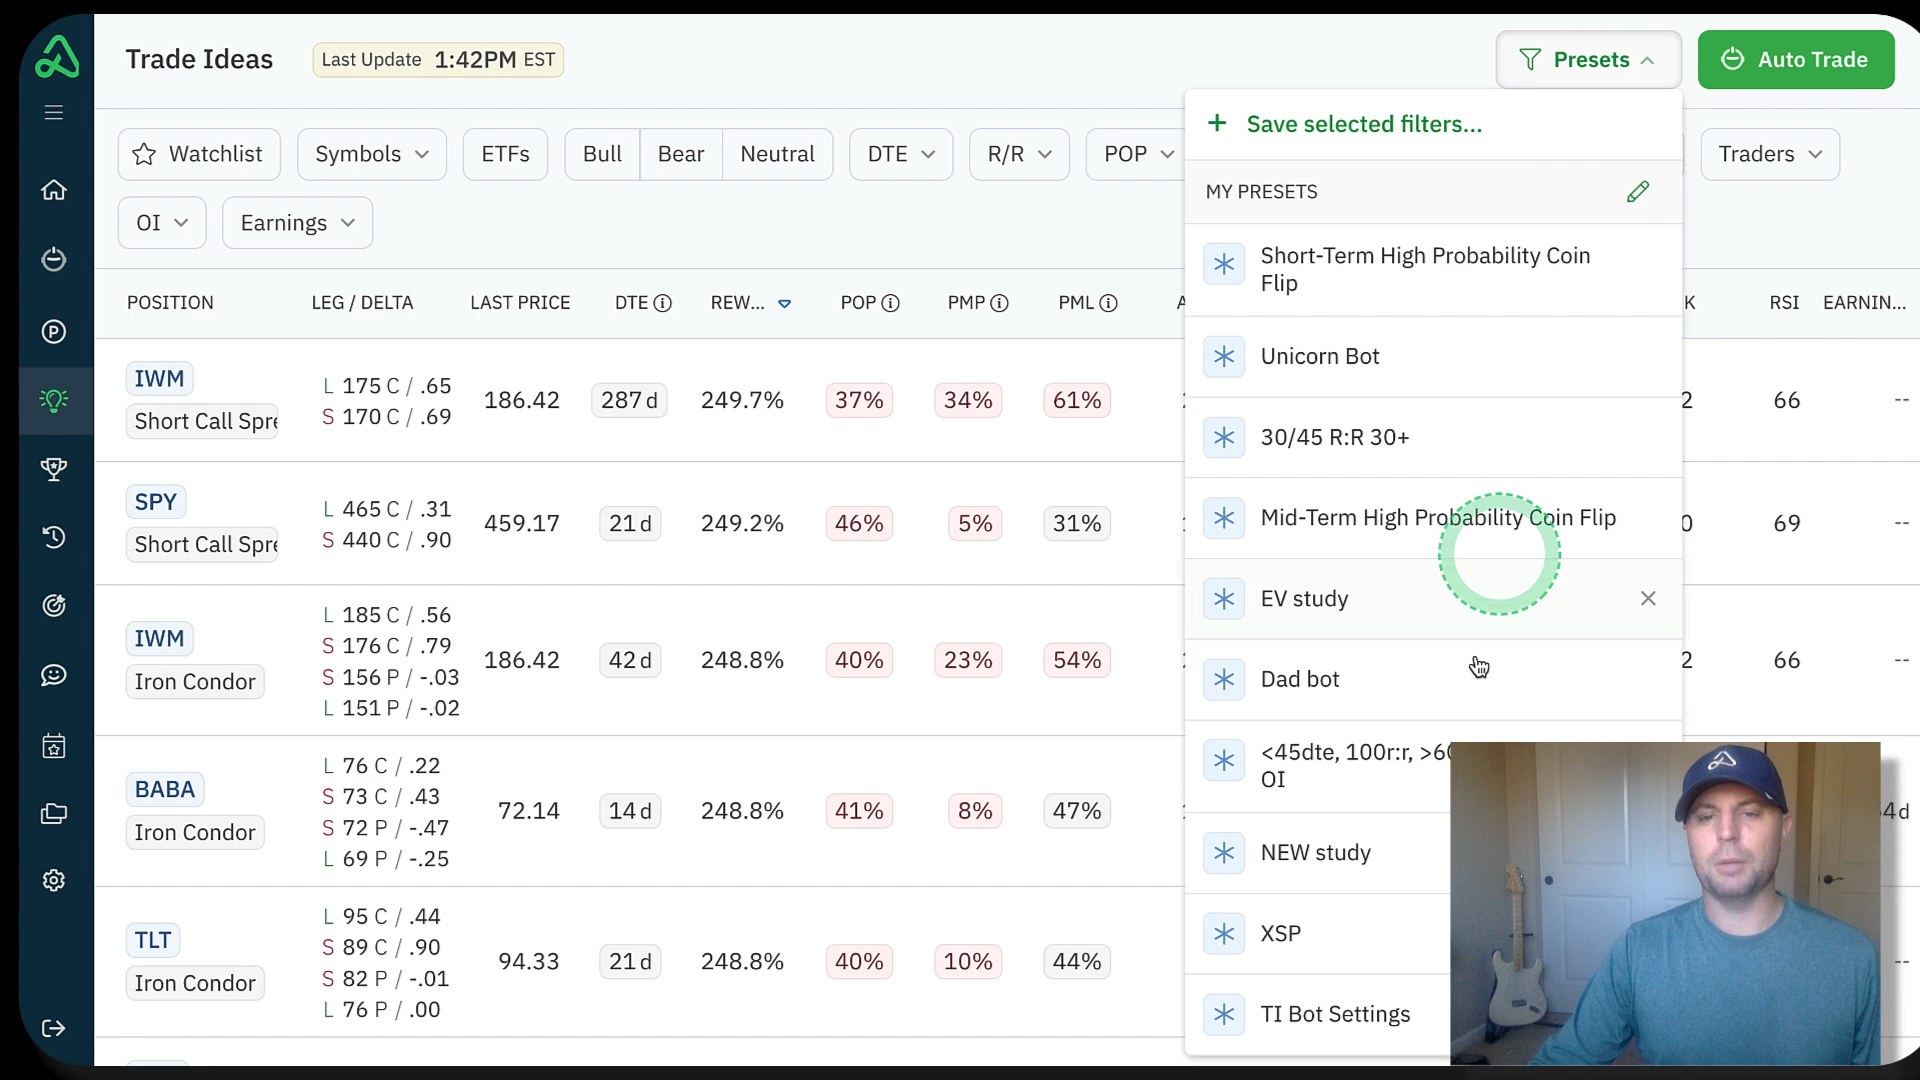 Trade Ideas
Last Update 1:42PM EST
Presets
Auto Trade
Watchlist
Symbols
ETFs
Bull
Bear
Neutral
DTE
R/R
POP
Traders
OI
Earnings
POSITION
LEG / DELTA
LAST PRICE
DTE
REW...
POP
PMP
PML
RSI
EARNIN...
IWM
Short Call Spre
L 175 C / .65
S 170 C / .69
186.42
287 d
249.7%
37%
34%
61%
2
66
--
SPY
Short Call Spre
L 465 C / .31
S 440 C / .90
459.17
21 d
249.2%
46%
5%
31%
0
69
--
IWM
Iron Condor
L 185 C / .56
S 176 C / .79
S 156 P / -.03
L 151 P / -.02
186.42
42 d
248.8%
40%
23%
54%
2
66
--
BABA
Iron Condor
L 76 C / .22
S 73 C / .43
S 72 P / -.47
L 69 P / -.25
72.14
14 d
248.8%
41%
8%
47%
4d
TLT
Iron Condor
L 95 C / .44
S 89 C / .90
S 82 P / -.01
L 76 P / .00
94.33
21 d
248.8%
40%
10%
44%
--
+ Save selected filters...
MY PRESETS
Short-Term High Probability Coin
Flip
Unicorn Bot
30/45 R:R 30+
Mid-Term High Probability Coin Flip
EV study
Dad bot
<45dte, 100r:r, >60
OI
NEW study
XSP
TI Bot Settings